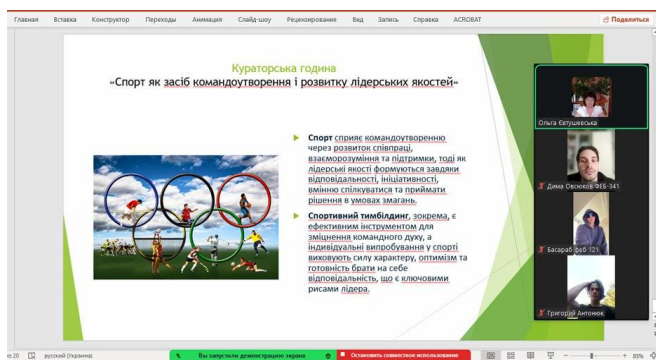 Главная Вставка Конструктор Переходы Анимация Слайд-шоу Рецензирование Вид Запись Справка ACROBAT Поделиться
Кураторська година
«Спорт як засіб командоутворення і розвитку лідерських якостей»
Спорт сприяє командоутворенню
через розвиток співпраці,
взаєморозуміння та підтримки, тоді як
лідерські якості формуються завдяки
відповідальності, ініціативності,
вмінню спілкуватися та приймати
рішення в умовах змагань.
Спортивний тимбілдинг, зокрема, є
ефективним інструментом для
зміцнення командного духу, а
індивідуальні випробування у спорті
виховують силу характеру, оптимізм та
готовність брати на себе
відповідальність, що є ключовими
рисами лідера.
Ольга Євтушевська
Дима Овсюков ФЕБ-341
Басараб феб 121
Григорій Антонюк
из 20 русский (Украина) Вы запустили демонстрацию экрана Остановить совместное использование 85%